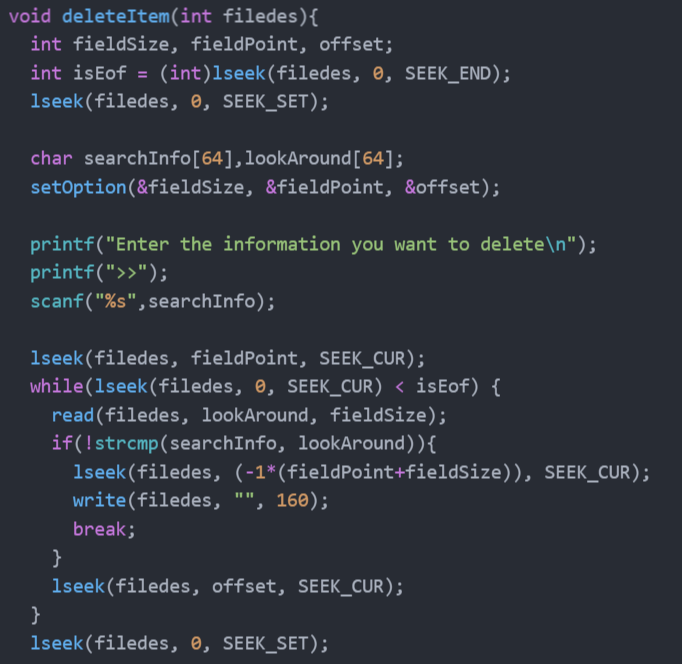 void deleteItem(int filedes){
int fieldSize, fieldPoint, offset;
int isEof = (int)lseek(filedes, 0, SEEK_END);
lseek(filedes, 0, SEEK_SET);
char searchInfo[64],lookAround[64];
setOption(&fieldSize, &fieldPoint, &offset);
printf("Enter the information you want to delete\n");
printf(">>");
scanf("%s",searchInfo);
lseek(filedes, fieldPoint, SEEK_CUR);
while(lseek(filedes, 0, SEEK_CUR) < isEof) {
read(filedes, lookAround, fieldSize);
if(!strcmp(searchInfo, lookAround)){
lseek(filedes, (-1*(fieldPoint+fieldSize)), SEEK_CUR);
write(filedes, "", 160);
break;
}
lseek(filedes, offset, SEEK_CUR);
}
lseek(filedes, 0, SEEK_SET);